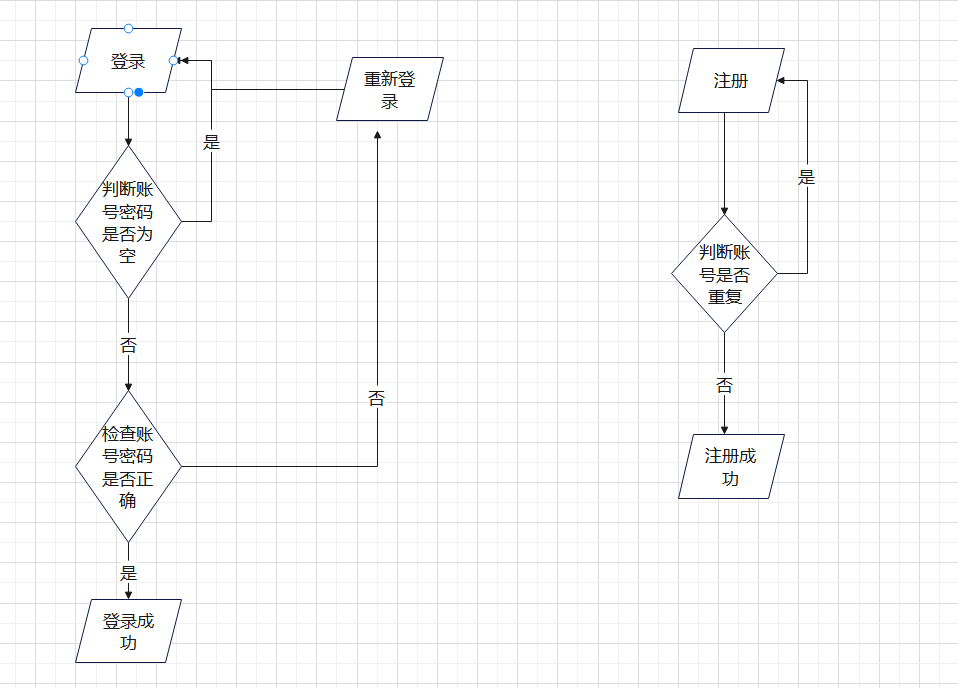 登录
是
判断账
号密码
是否为
空
否
检查账
号密码
是否正
确
是
登录成
功
重新登
录
否
注册
是
判断账
号是否
重复
否
注册成
功